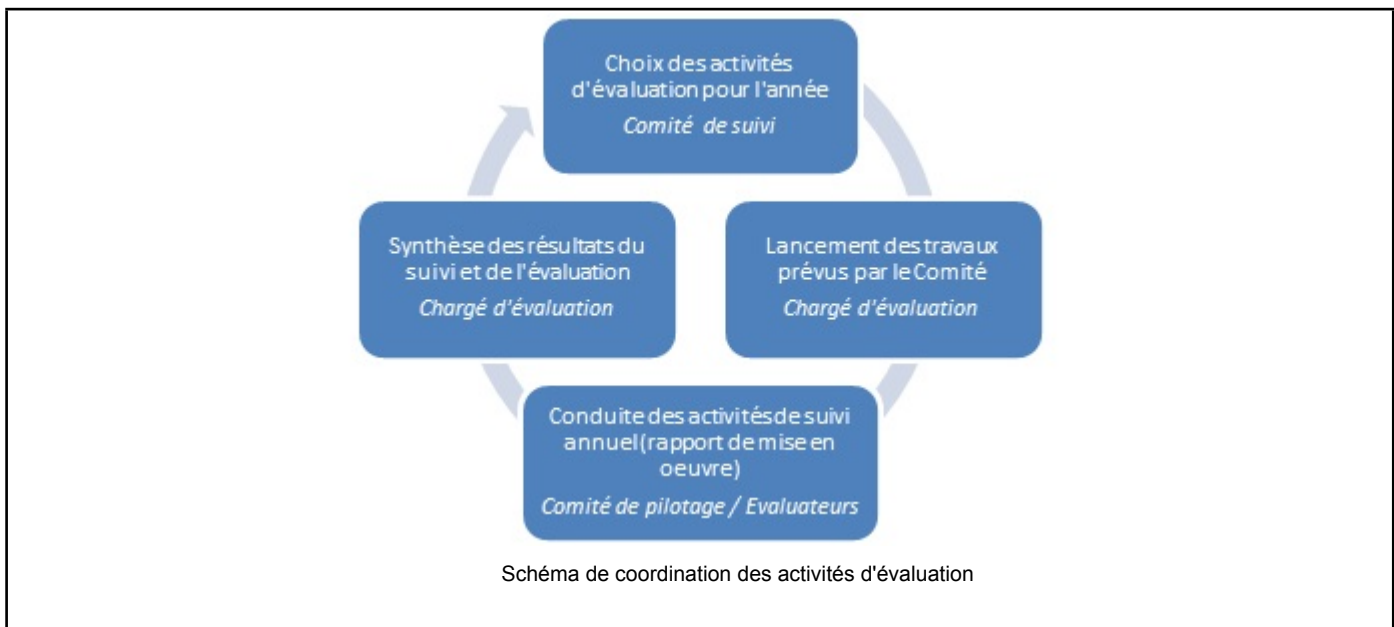 Choix des activités
d'évaluation pour l'année
Comité de suivi
Lancement des travaux
prévus par le Comité
Chargé d'évaluation
Conduite des activités de suivi
annuel (rapport de mise en
oeuvre)
Comité de pilotage / Evaluateurs
Synthèse des résultats du
suivi et de l'évaluation
Chargé d'évaluation
Schéma de coordination des activités d'évaluation